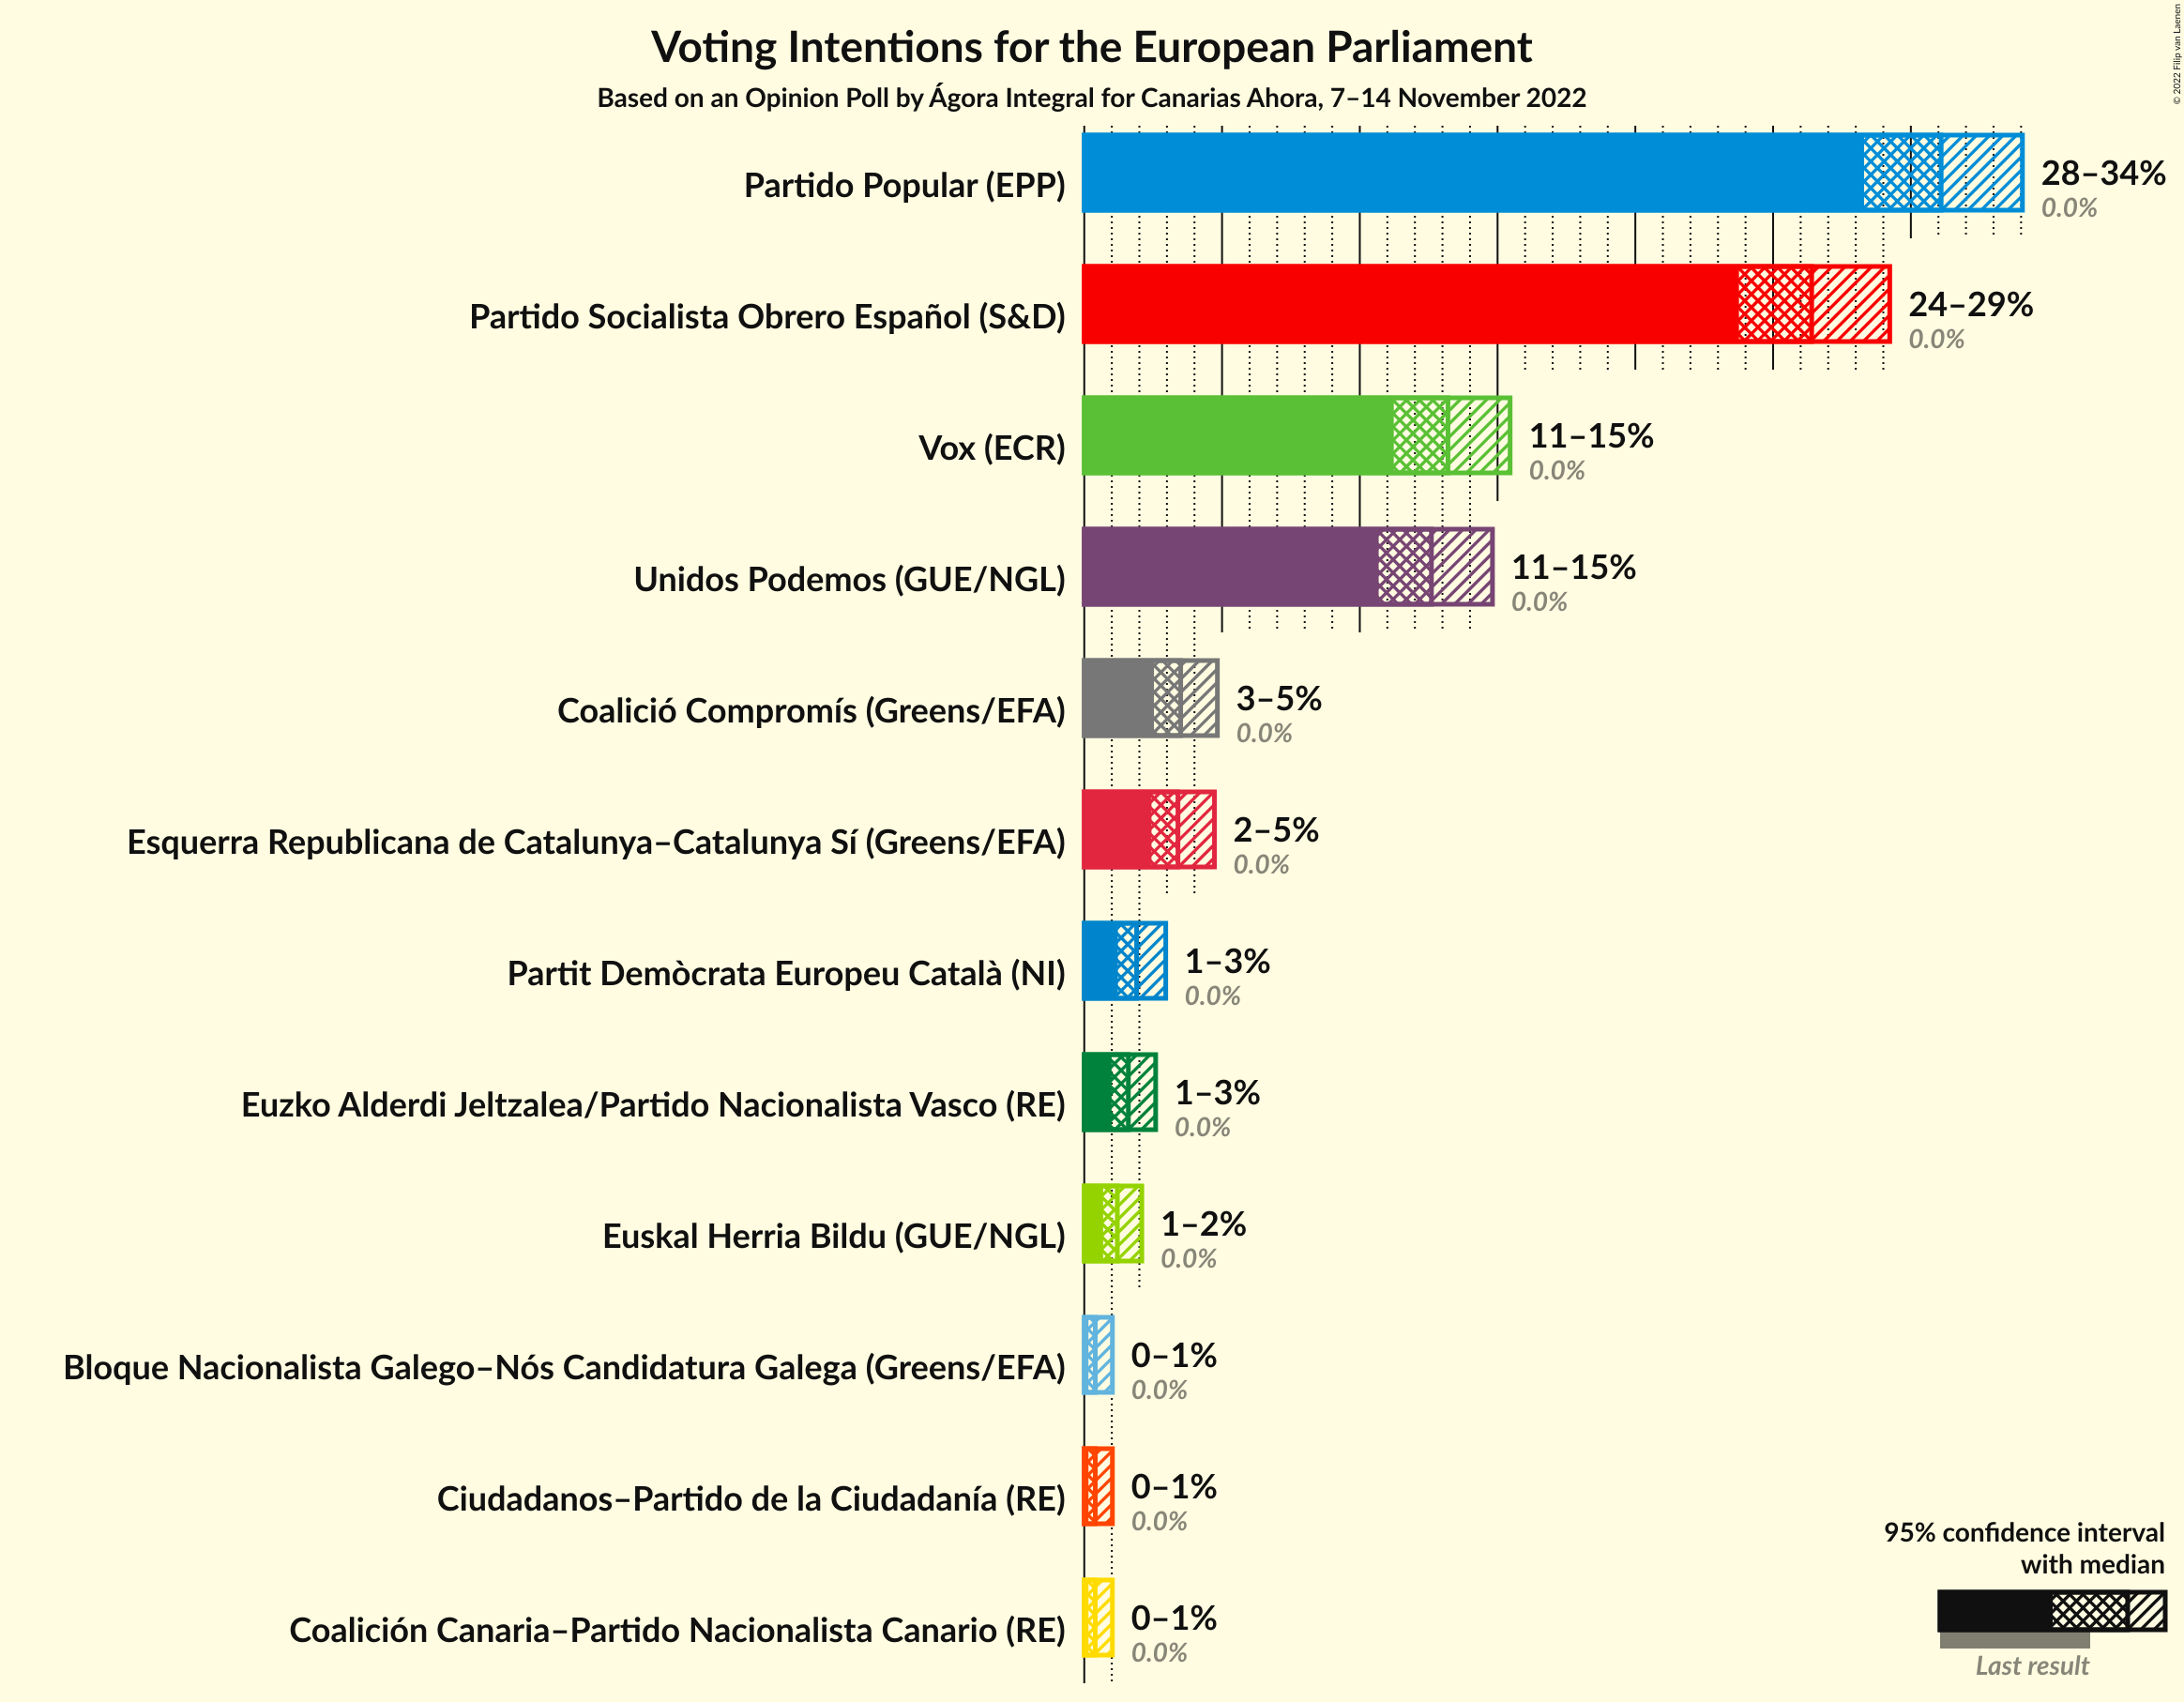 Voting Intentions for the European Parliament
Based on an Opinion Poll by Ágora Integral for Canarias Ahora, 7–14 November 2022
© 2022 Filip van Laenen
Partido Popular (EPP)
28–34%
0.0%
Partido Socialista Obrero Español (S&D)
24–29%
0.0%
Vox (ECR)
11–15%
0.0%
Unidos Podemos (GUE/NGL)
11–15%
0.0%
Coalició Compromís (Greens/EFA)
3–5%
0.0%
Esquerra Republicana de Catalunya–Catalunya Sí (Greens/EFA)
2–5%
0.0%
Partit Demòcrata Europeu Català (NI)
1–3%
0.0%
Euzko Alderdi Jeltzalea/Partido Nacionalista Vasco (RE)
1–3%
0.0%
Euskal Herria Bildu (GUE/NGL)
1–2%
0.0%
Bloque Nacionalista Galego–Nós Candidatura Galega (Greens/EFA)
0–1%
0.0%
Ciudadanos–Partido de la Ciudadanía (RE)
0–1%
0.0%
Coalición Canaria–Partido Nacionalista Canario (RE)
0–1%
0.0%
95% confidence interval
with median
Last result